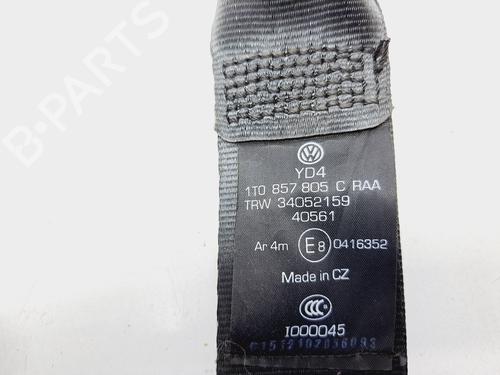 B-PARTS
YD4
1T0 857 805 C RAA
TRW 34052159
40561
Ar 4m E8 0416352
Made in CZ
I000045